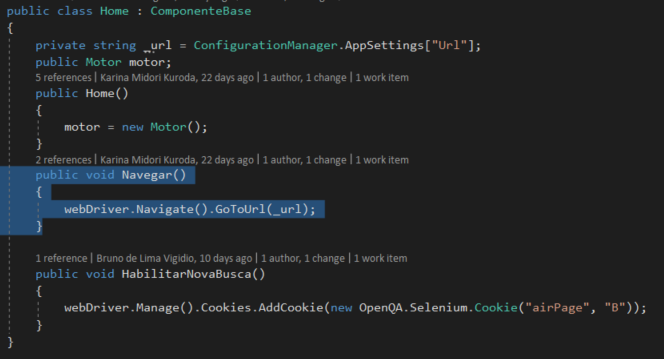 public class Home : ComponenteBase
{
private string _url = ConfigurationManager.AppSettings["Url"];
public Motor motor;
5 references | Karina Midori Kuroda, 22 days ago | 1 author, 1 change | 1 work item
public Home()
{
motor = new Motor();
}
2 references | Karina Midori Kuroda, 22 days ago | 1 author, 1 change | 1 work item
public void Navegar()
{
webDriver.Navigate().GoToUrl(_url);
}
1 reference | Bruno de Lima Vigidio, 10 days ago | 1 author, 1 change | 1 work item
public void HabilitarNovaBusca()
{
webDriver.Manage().Cookies.AddCookie(new OpenQA.Selenium.Cookie("airPage", "B"));
}
}